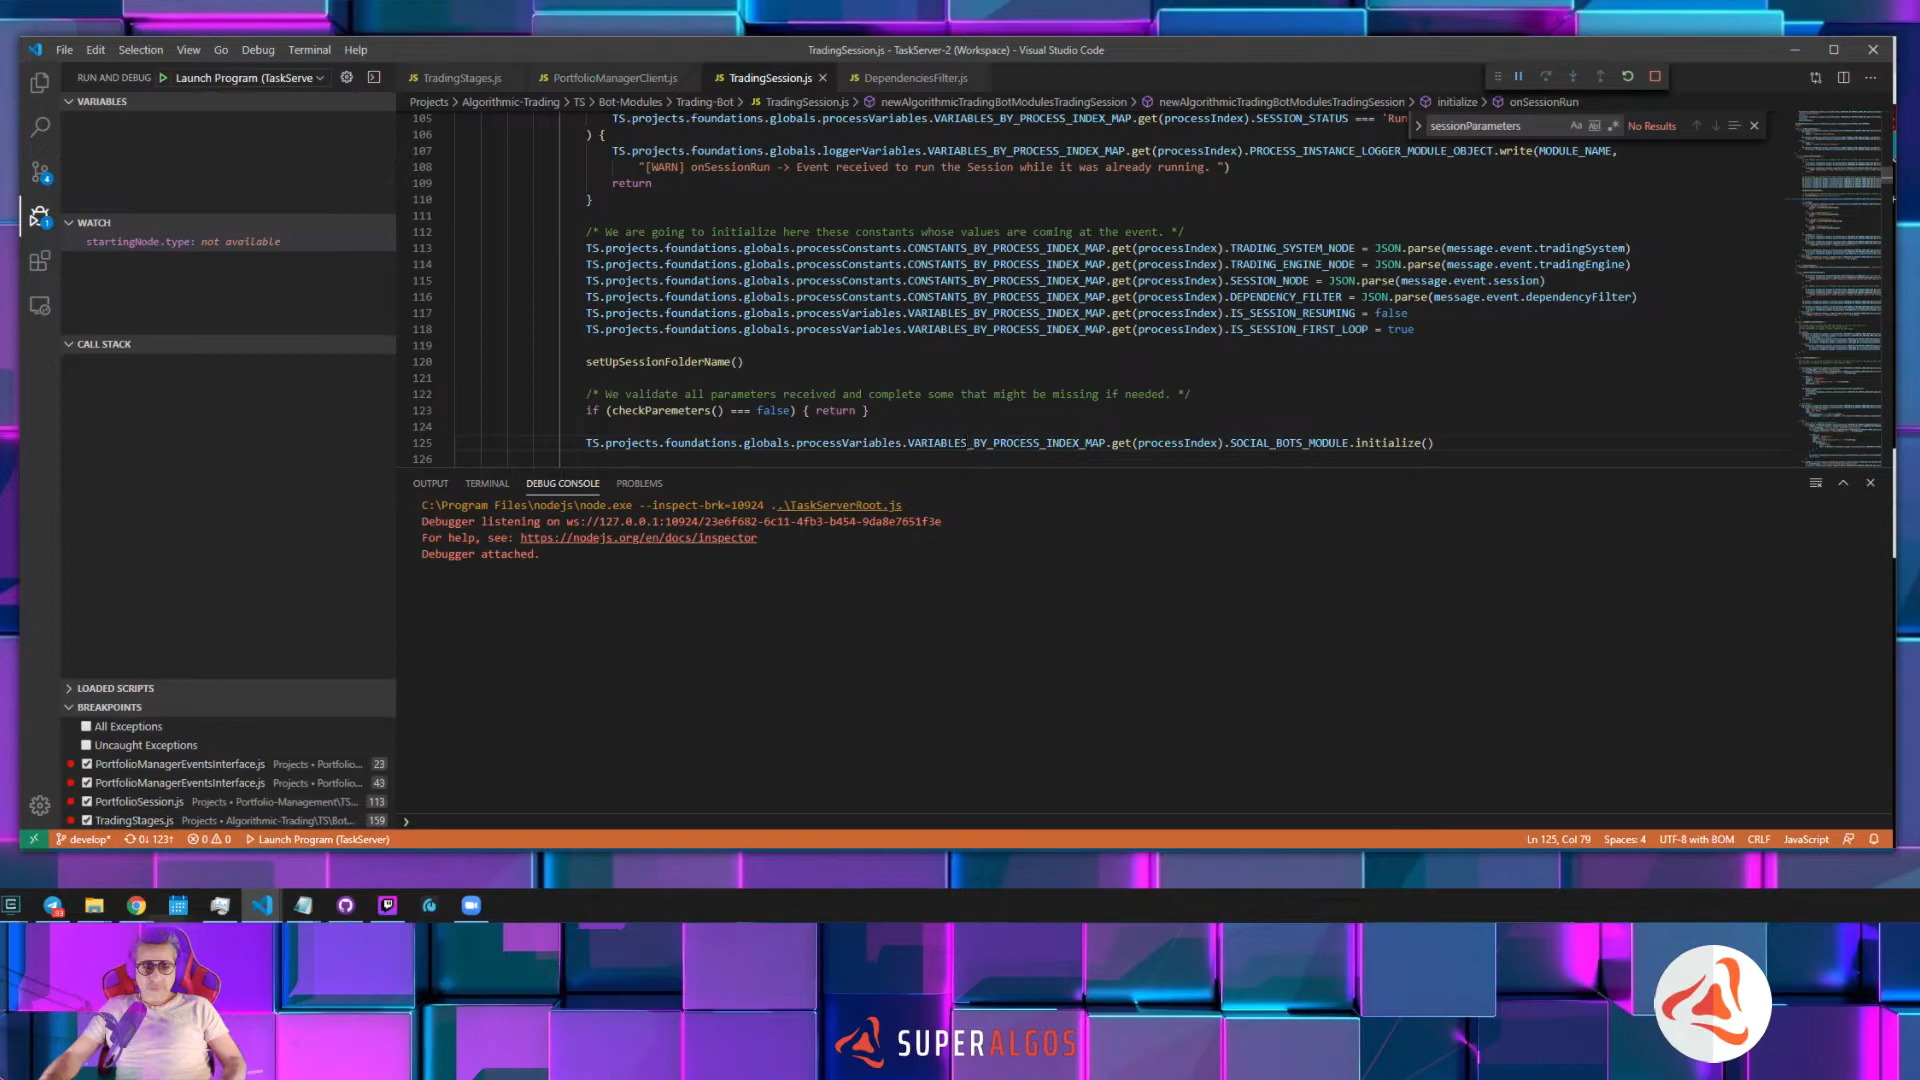 File Edit Selection View Go Debug Terminal Help
TradingSession.js - TaskServer-2 (Workspace) - Visual Studio Code
RUN AND DEBUG Launch Program (TaskServe
JS TradingStages.js JS PortfolioManagerClient.js JS TradingSession.js JS DependenciesFilter.js
VARIABLES
Projects > Algorithmic-Trading > TS > Bot-Modules > Trading-Bot > JS TradingSession.js > newAlgorithmicTradingBotModulesTradingSession > newAlgorithmicTradingBotModulesTradingSession > initialize > onSessionRun
sessionParameters Aa Ab| .* No Results
105 TS.projects.foundations.globals.processVariables.VARIABLES_BY_PROCESS_INDEX_MAP.get(processIndex).SESSION_STATUS === 'Run
106 ) {
107 TS.projects.foundations.globals.loggerVariables.VARIABLES_BY_PROCESS_INDEX_MAP.get(processIndex).PROCESS_INSTANCE_LOGGER_MODULE_OBJECT.write(MODULE_NAME,
108 "[WARN] onSessionRun -> Event received to run the Session while it was already running. ")
109 return
110 }
111
112 /* We are going to initialize here these constants whose values are coming at the event. */
113 TS.projects.foundations.globals.processConstants.CONSTANTS_BY_PROCESS_INDEX_MAP.get(processIndex).TRADING_SYSTEM_NODE = JSON.parse(message.event.tradingSystem)
114 TS.projects.foundations.globals.processConstants.CONSTANTS_BY_PROCESS_INDEX_MAP.get(processIndex).TRADING_ENGINE_NODE = JSON.parse(message.event.tradingEngine)
115 TS.projects.foundations.globals.processConstants.CONSTANTS_BY_PROCESS_INDEX_MAP.get(processIndex).SESSION_NODE = JSON.parse(message.event.session)
116 TS.projects.foundations.globals.processConstants.CONSTANTS_BY_PROCESS_INDEX_MAP.get(processIndex).DEPENDENCY_FILTER = JSON.parse(message.event.dependencyFilter)
117 TS.projects.foundations.globals.processVariables.VARIABLES_BY_PROCESS_INDEX_MAP.get(processIndex).IS_SESSION_RESUMING = false
118 TS.projects.foundations.globals.processVariables.VARIABLES_BY_PROCESS_INDEX_MAP.get(processIndex).IS_SESSION_FIRST_LOOP = true
119
120 setUpSessionFolderName()
121
122 /* We validate all parameters received and complete some that might be missing if needed. */
123 if (checkParemeters() === false) { return }
124
125 TS.projects.foundations.globals.processVariables.VARIABLES_BY_PROCESS_INDEX_MAP.get(processIndex).SOCIAL_BOTS_MODULE.initialize()
126
WATCH
startingNode.type: not available
CALL STACK
LOADED SCRIPTS
BREAKPOINTS
All Exceptions
Uncaught Exceptions
PortfolioManagerEventsInterface.js Projects • Portfolio... 23
PortfolioManagerEventsInterface.js Projects • Portfolio... 43
PortfolioSession.js Projects • Portfolio-Management\TS... 113
TradingStages.js Projects • Algorithmic-Trading\TS\Bot... 159
OUTPUT TERMINAL DEBUG CONSOLE PROBLEMS
C:\Program Files\nodejs\node.exe --inspect-brk=10924 ..\TaskServerRoot.js
Debugger listening on ws://127.0.0.1:10924/23e6f682-6c11-4fb3-b454-9da8e7651f3e
For help, see: https://nodejs.org/en/docs/inspector
Debugger attached.
develop* 0↓ 123↑ 0 0 Launch Program (TaskServer)
Ln 125, Col 79 Spaces: 4 UTF-8 with BOM CRLF JavaScript
4
1
93
SUPERALGOS